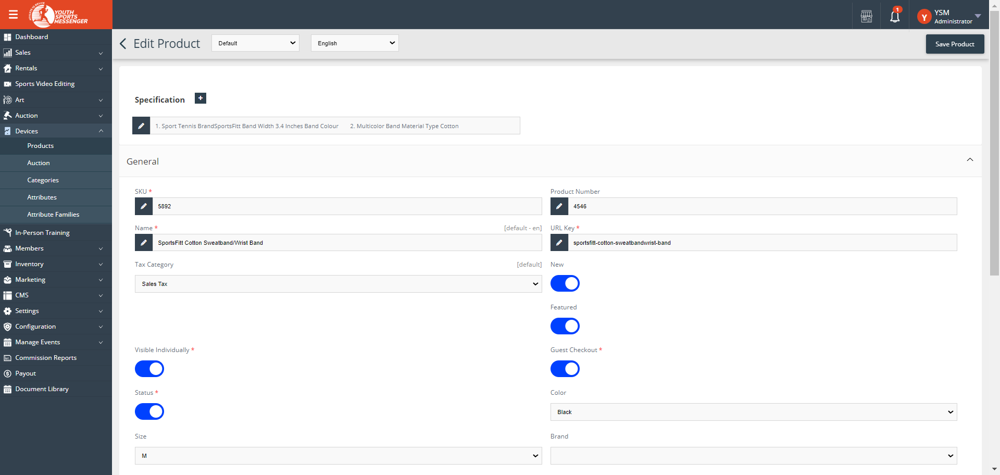 ATHLETE IQ DEVICE
YOUTH
SPORTS
MESSENGER
1
Y
YSM
Administrator
Dashboard
Sales
Rentals
Sports Video Editing
Art
Auction
Devices
Products
Auction
Categories
Attributes
Attribute Families
In-Person Training
Members
Inventory
Marketing
CMS
Settings
Configuration
Manage Events
Commission Reports
Payout
Document Library
Edit Product
Default
English
Save Product
Specification
+
1. Sport Tennis BrandSportsFitt Band Width 3.4 Inches Band Colour 2. Multicolor Band Material Type Cotton
General
SKU *
5892
Product Number
4546
Name *
[default - en]
SportsFitt Cotton Sweatband/Wrist Band
URL Key *
sportsfitt-cotton-sweatbandwrist-band
Tax Category
[default]
Sales Tax
New
Featured
Visible Individually *
Guest Checkout *
Status *
Color
Black
Size
M
Brand